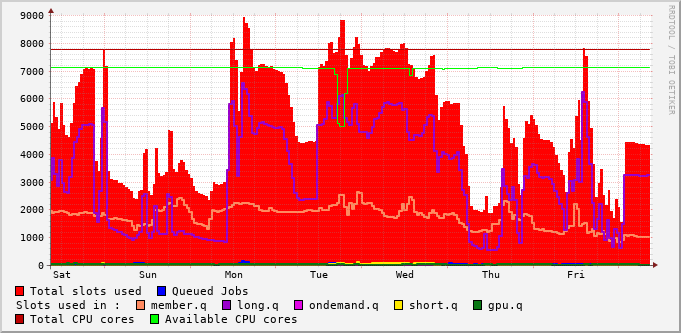 9000
8000
7000
6000
5000
4000
3000
2000
1000
0
Sat Sun Mon Tue Wed Thu Fri
Total slots used Queued Jobs
Slots used in : member.q long.q ondemand.q short.q gpu.q
Total CPU cores Available CPU cores
RRDTOOL / TOBI OETIKER